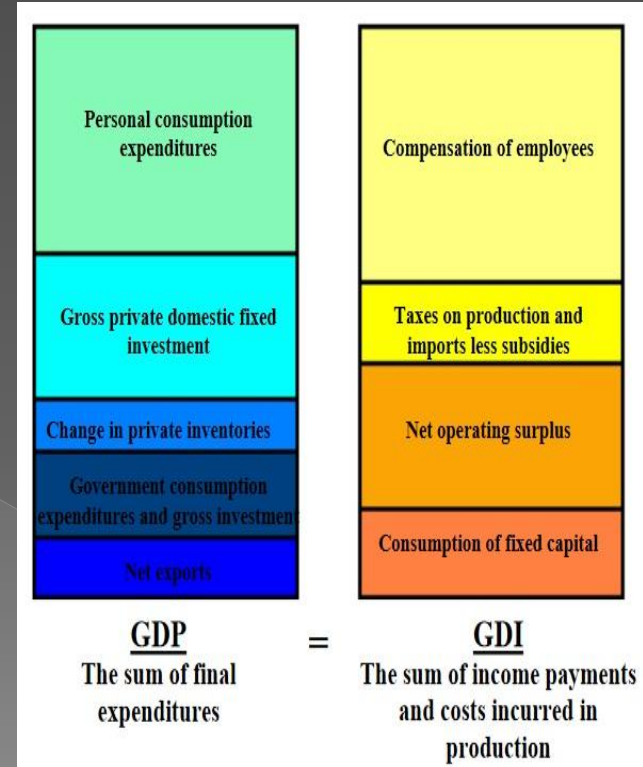 Personal consumption
expenditures
Gross private domestic fixed
investment
Change in private inventories
Government consumption
expenditures and gross investment
Net exports
GDP
The sum of final
expenditures
=
Compensation of employees
Taxes on production and
imports less subsidies
Net operating surplus
Consumption of fixed capital
GDI
The sum of income payments
and costs incurred in
production